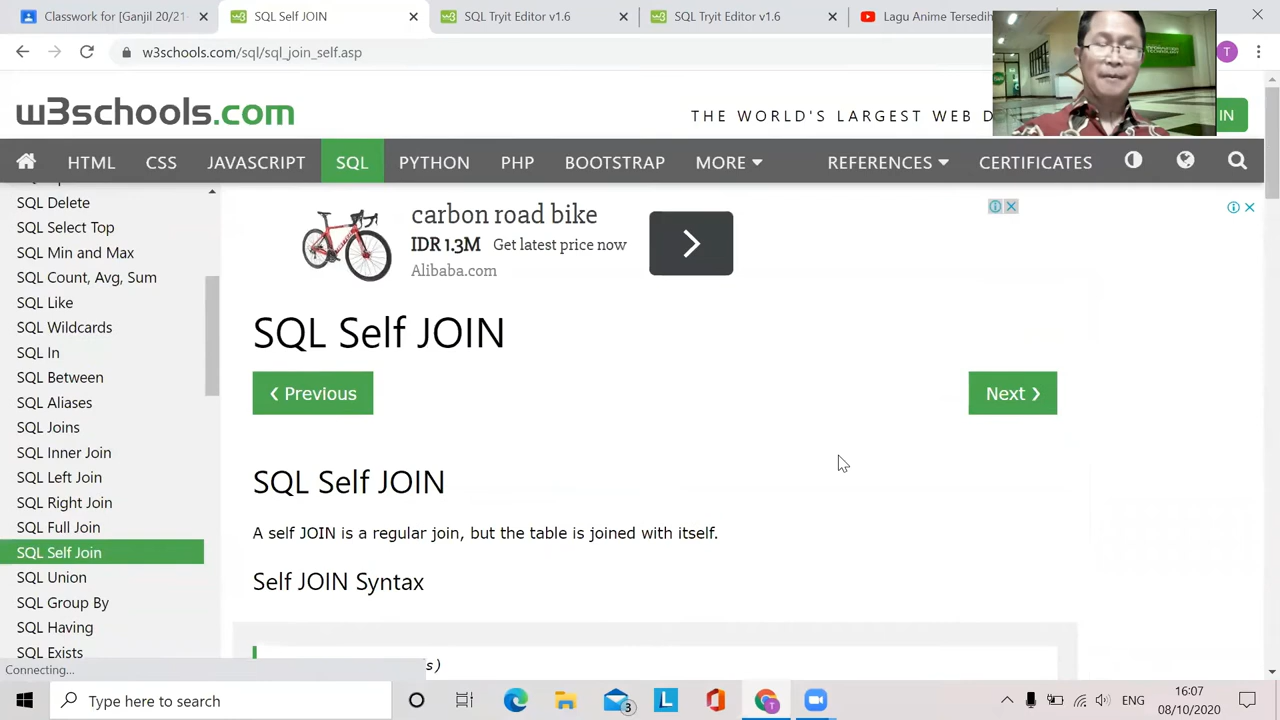 Classwork for [Ganjil 20/21
SQL Self JOIN
SQL Tryit Editor v1.6
SQL Tryit Editor v1.6
Lagu Anime Tersedih
w3schools.com/sql/sql_join_self.asp
T
w3schools.com
THE WORLD'S LARGEST WEB D
IN
HTML CSS JAVASCRIPT SQL PYTHON PHP BOOTSTRAP MORE REFERENCES CERTIFICATES
SQL Delete
SQL Select Top
SQL Min and Max
SQL Count, Avg, Sum
SQL Like
SQL Wildcards
SQL In
SQL Between
SQL Aliases
SQL Joins
SQL Inner Join
SQL Left Join
SQL Right Join
SQL Full Join
SQL Self Join
SQL Union
SQL Group By
SQL Having
SQL Exists
carbon road bike
IDR 1.3M Get latest price now
Alibaba.com
SQL Self JOIN
❮ Previous
Next ❯
SQL Self JOIN
A self JOIN is a regular join, but the table is joined with itself.
Self JOIN Syntax
s)
Connecting...
Type here to search
3
L
T
ENG
16:07
08/10/2020